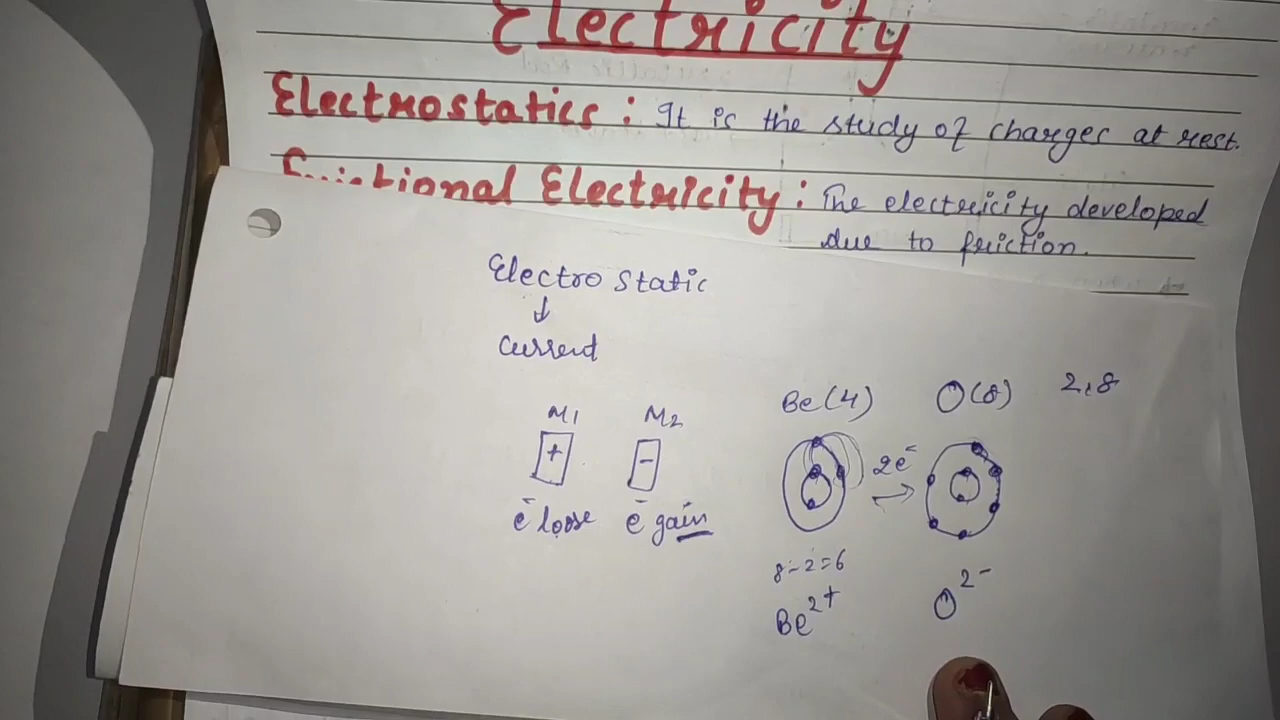 Electricity
Electrostatics : It is the study of charges at rest.
Frictional Electricity : The electricity developed
due to friction.
Electro Static
↓
Current
M1 M2
+ -
e⁻ loose e⁻ gain
Be(4) O(8) 2,8
2e⁻
8-2=6
Be²⁺ O²⁻